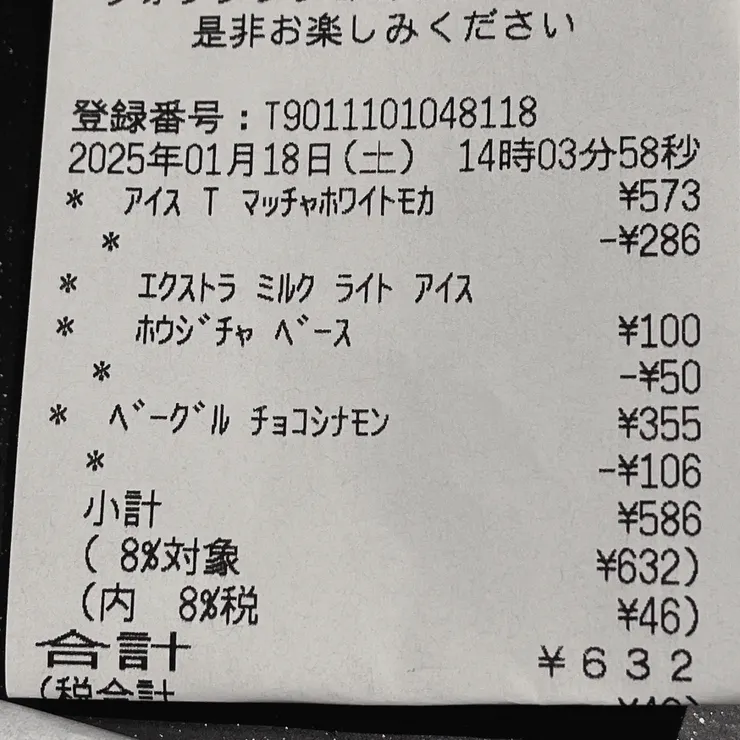 是非お楽しみください
登録番号:T9011101048118
2025年01月18日(土) 14時03分58秒
* アイス T マッチャホワイトモカ ¥573
* -¥286
* エクストラ ミルク ライト アイス
* ホウジチャ ベース ¥100
* -¥50
* ベーグル チョコシナモン ¥355
* -¥106
小計 ¥586
( 8%対象 ¥632)
(内 8%税 ¥46)
合計 ¥632
(税合計